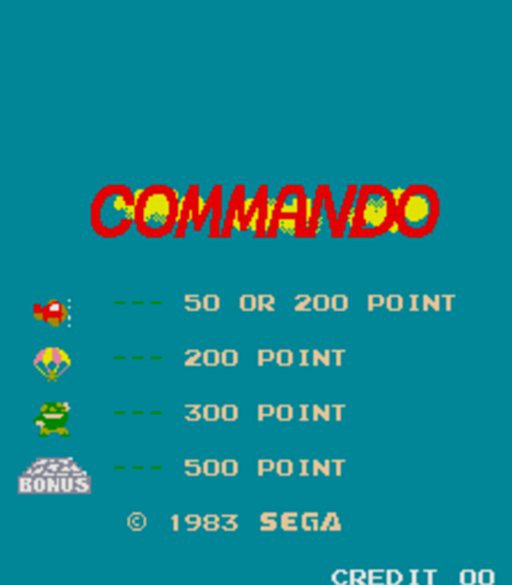 COMMANDO
--- 50 OR 200 POINT
--- 200 POINT
--- 300 POINT
BONUS --- 500 POINT
© 1983 SEGA
CREDIT 00